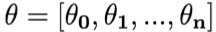 θ = [θ₀, θ₁, ..., θₙ]